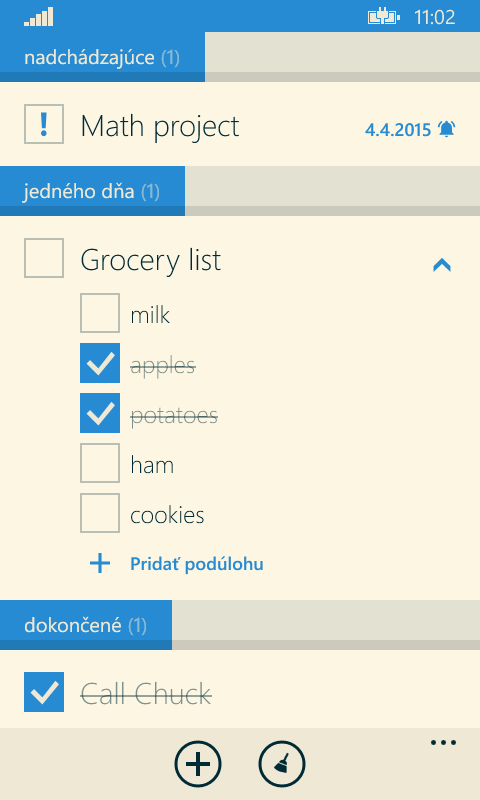 11:02
nadchádzajúce (1)
! Math project 4.4.2015
jedného dňa (1)
Grocery list
milk
apples
potatoes
ham
cookies
Pridať podúlohu
dokončené (1)
Call Chuck